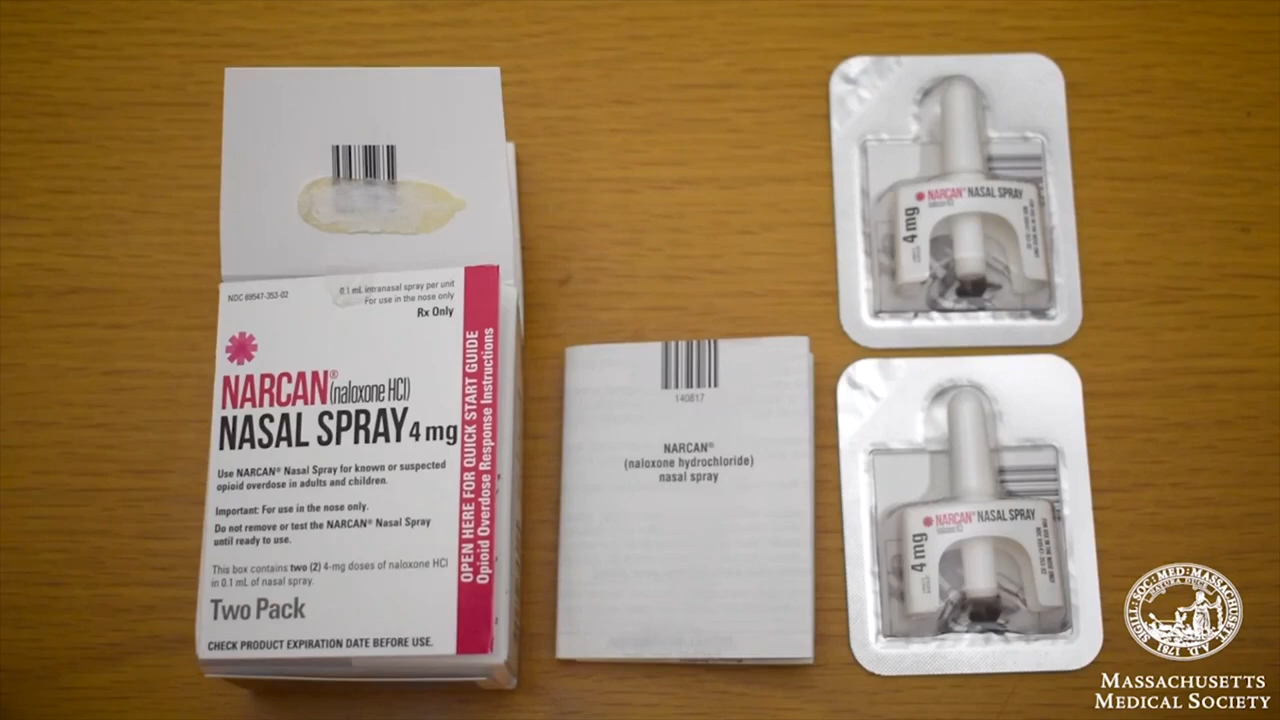 NDC 69547-353-02
0.1 mL intranasal spray per unit
For use in the nose only
Rx Only
NARCAN® (naloxone HCl)
NASAL SPRAY 4 mg
Use NARCAN® Nasal Spray for known or suspected
opioid overdose in adults and children.
Important: For use in the nose only.
Do not remove or test the NARCAN® Nasal Spray
until ready to use.
This box contains two (2) 4-mg doses of naloxone HCl
in 0.1 mL of nasal spray.
Two Pack
CHECK PRODUCT EXPIRATION DATE BEFORE USE.
OPEN HERE FOR QUICK START GUIDE
Opioid Overdose Response Instructions
140817
NARCAN®
(naloxone hydrochloride)
nasal spray
NARCAN® NASAL SPRAY
4 mg
NARCAN® NASAL SPRAY
4 mg
SIGILL: SOC: MED: MASSACHUSETT.
A.D. 1781
MASSACHUSETTS
MEDICAL SOCIETY